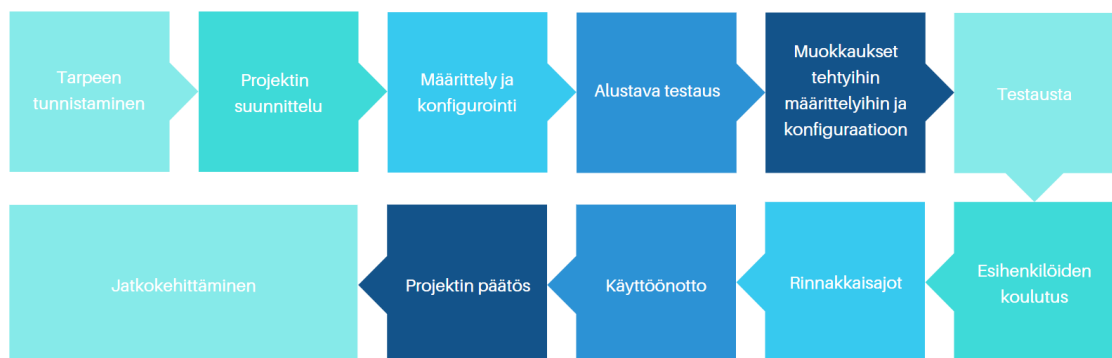 Tarpeen
tunnistaminen
Projektin
suunnittelu
Määrittely ja
konfigurointi
Alustava testaus
Muokkaukset
tehtyihin
määrittelyihin ja
konfiguraatioon
Testausta
Esihenkilöiden
koulutus
Rinnakkaisajot
Käyttöönotto
Projektin päätös
Jatkokehittäminen